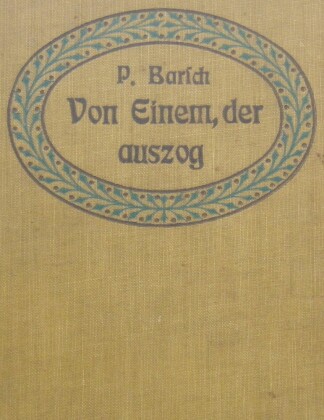 P. Barſch
Von Einem, der
auszog